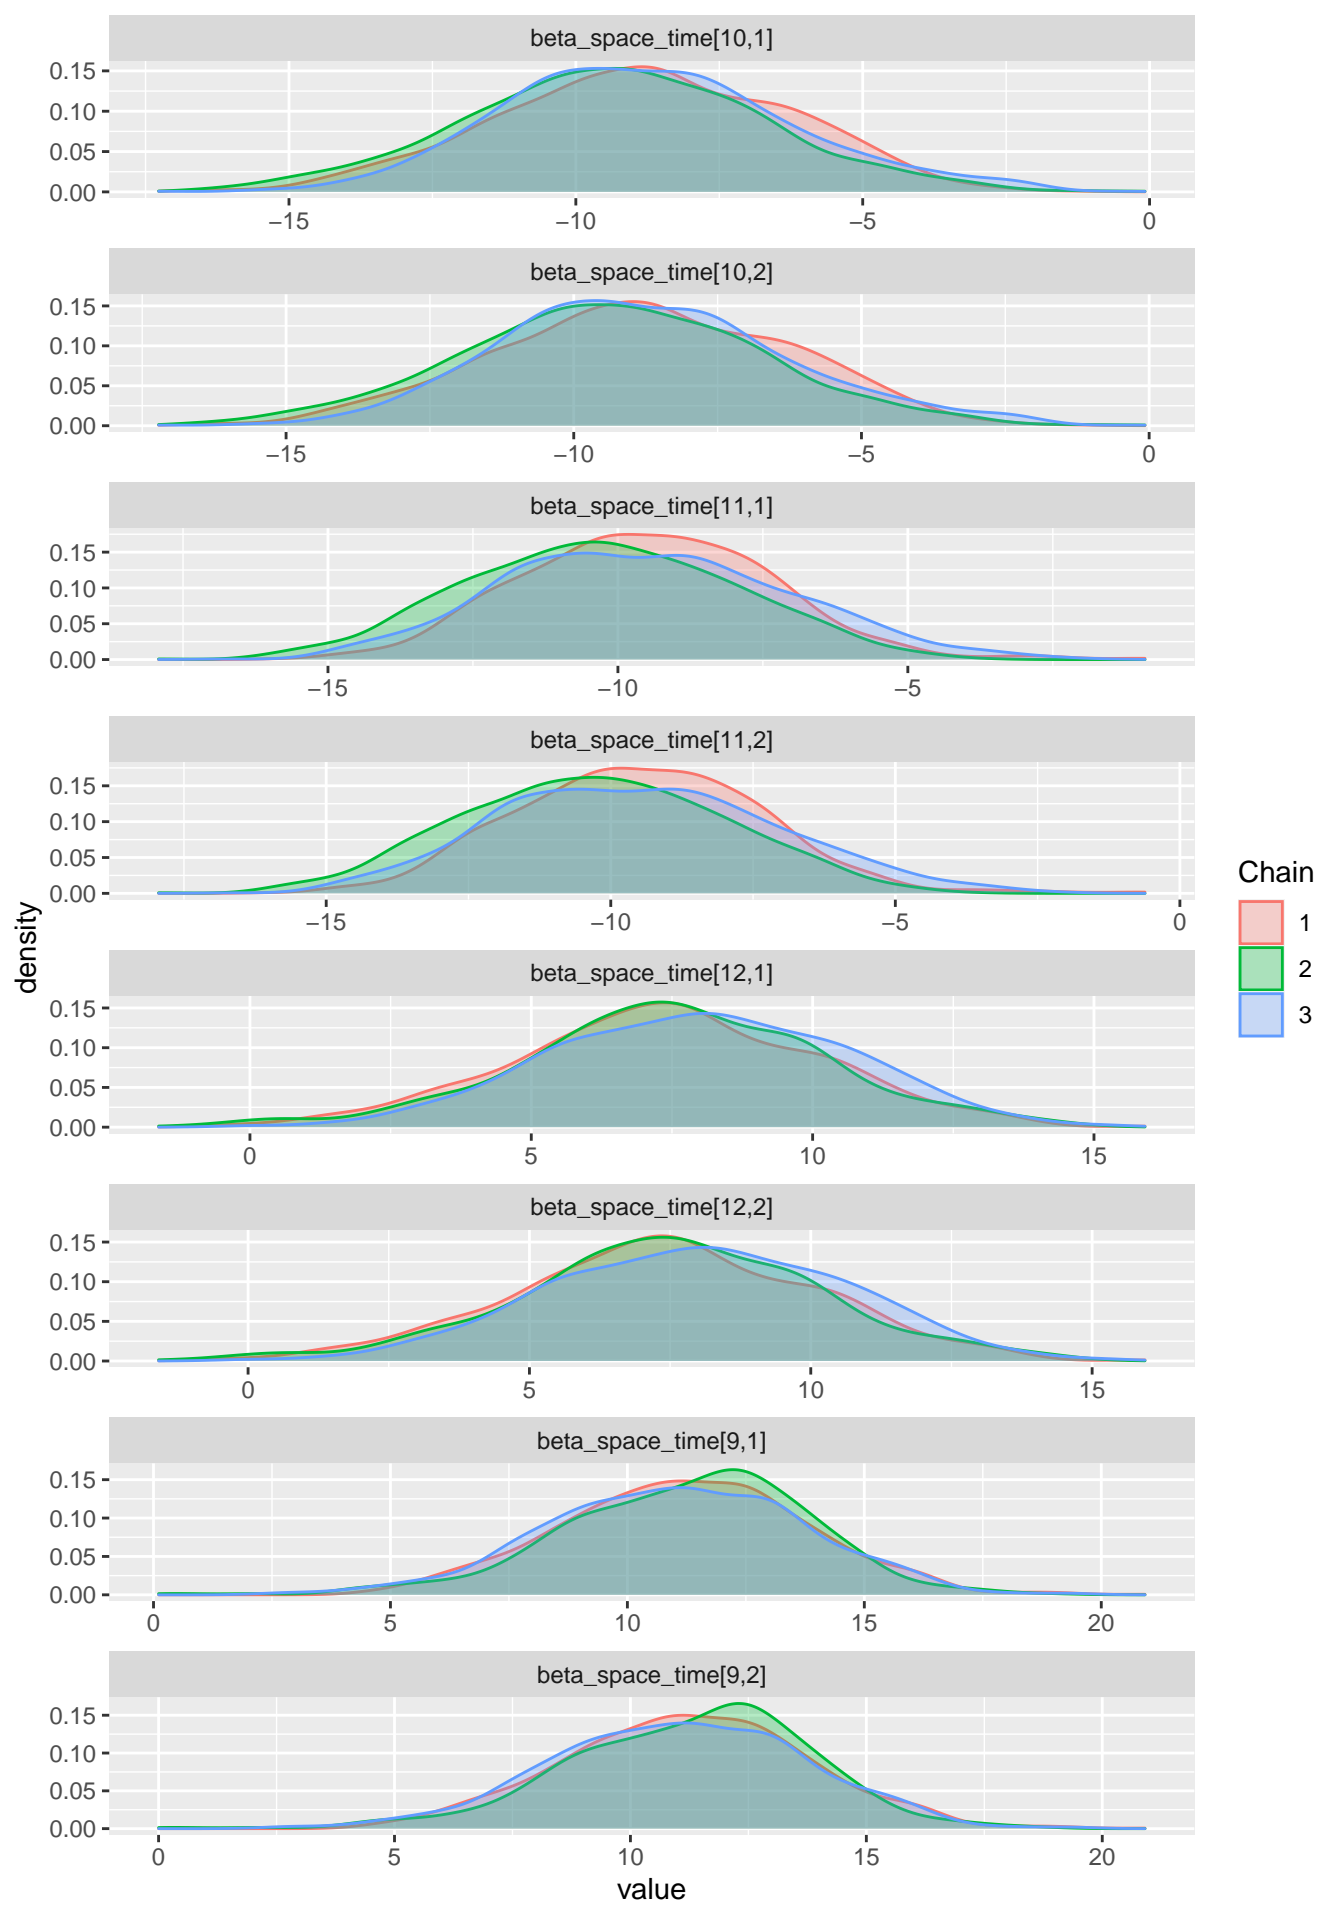 beta_space_time[10,1]
0.15
0.10
0.05
0.00
−15 −10 −5 0
beta_space_time[10,2]
0.15
0.10
0.05
0.00
−15 −10 −5 0
beta_space_time[11,1]
0.15
0.10
0.05
0.00
−15 −10 −5
beta_space_time[11,2]
0.15
0.10
0.05
0.00
−15 −10 −5 0
beta_space_time[12,1]
0.15
0.10
0.05
0.00
0 5 10 15
beta_space_time[12,2]
0.15
0.10
0.05
0.00
0 5 10 15
beta_space_time[9,1]
0.15
0.10
0.05
0.00
0 5 10 15 20
beta_space_time[9,2]
0.15
0.10
0.05
0.00
0 5 10 15 20
value
density
Chain
1
2
3